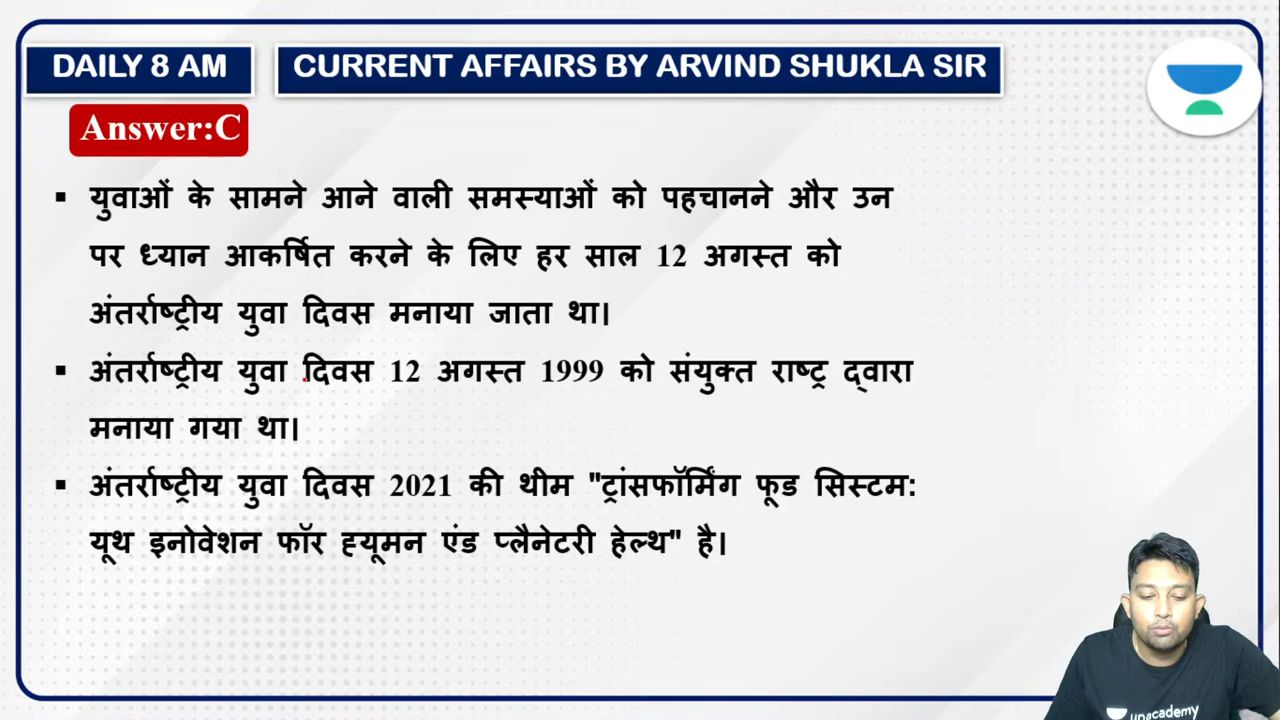 DAILY 8 AM
CURRENT AFFAIRS BY ARVIND SHUKLA SIR
Answer:C
▪ युवाओं के सामने आने वाली समस्याओं को पहचानने और उन
पर ध्यान आकर्षित करने के लिए हर साल 12 अगस्त को
अंतर्राष्ट्रीय युवा दिवस मनाया जाता था।
▪ अंतर्राष्ट्रीय युवा दिवस 12 अगस्त 1999 को संयुक्त राष्ट्र द्वारा
मनाया गया था।
▪ अंतर्राष्ट्रीय युवा दिवस 2021 की थीम "ट्रांसफॉर्मिंग फूड सिस्टम:
यूथ इनोवेशन फॉर ह्यूमन एंड प्लैनेटरी हेल्थ" है।
unacademy